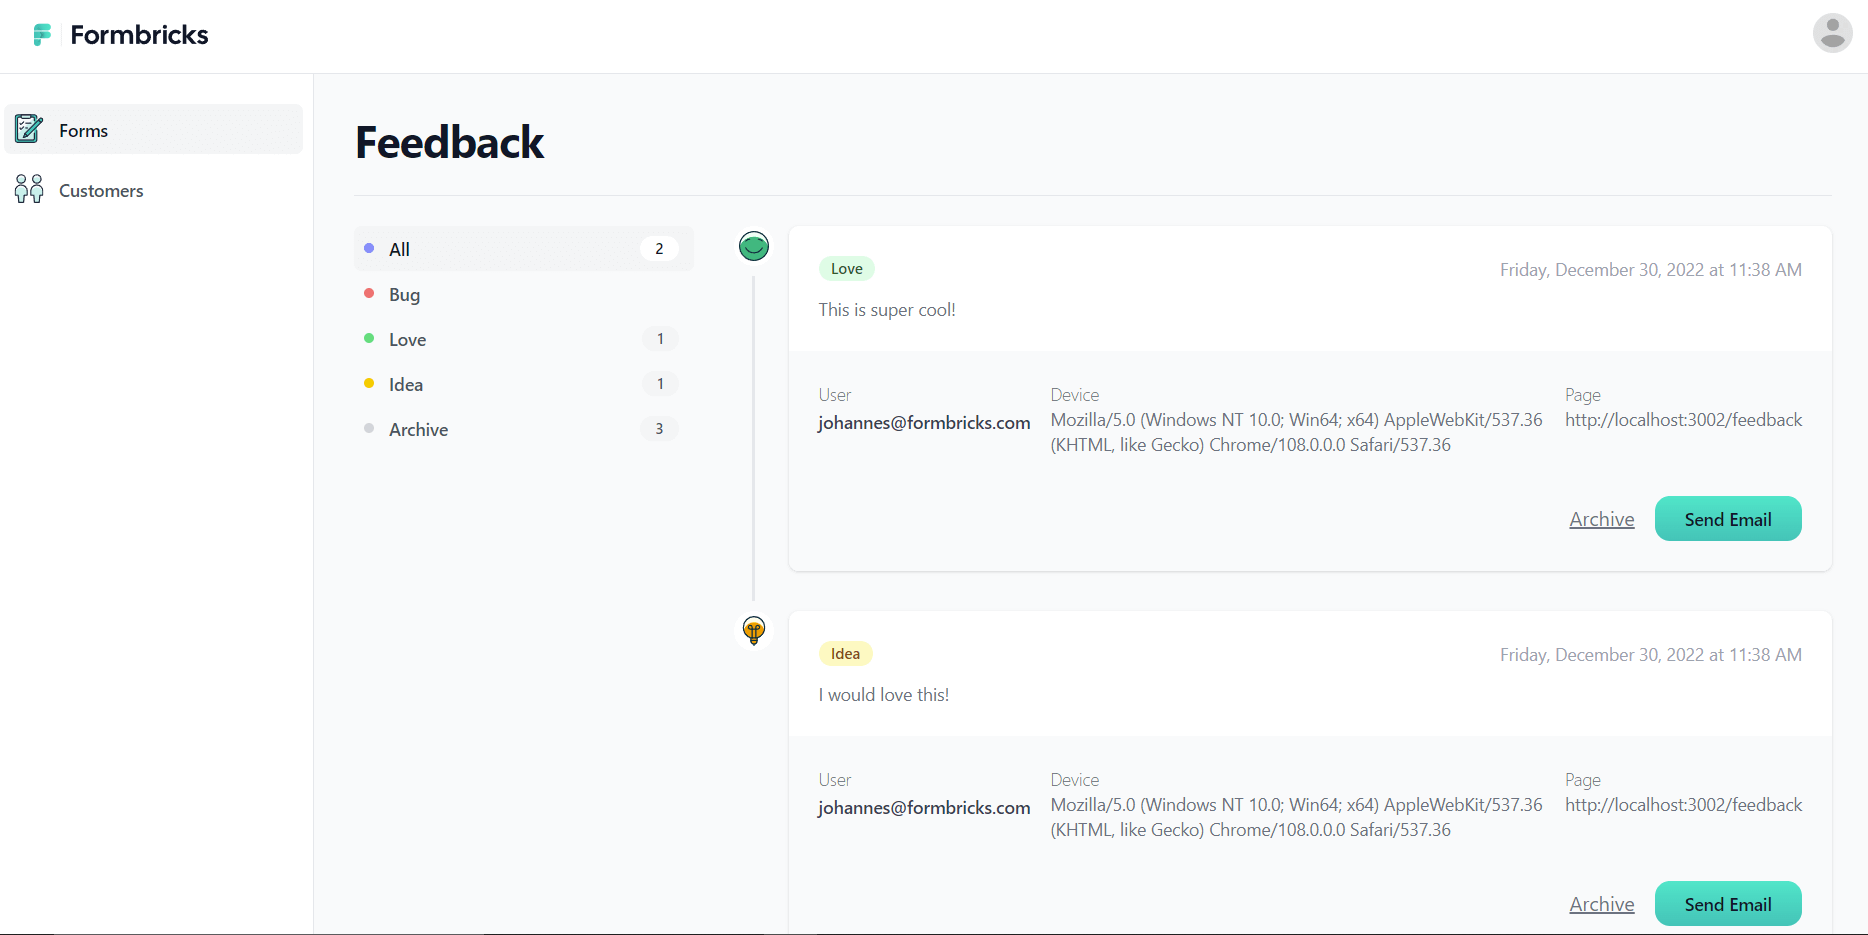 Formbricks
Forms
Customers
Feedback
All 2
Bug
Love 1
Idea 1
Archive 3
Love
Friday, December 30, 2022 at 11:38 AM
This is super cool!
User
johannes@formbricks.com
Device
Mozilla/5.0 (Windows NT 10.0; Win64; x64) AppleWebKit/537.36
(KHTML, like Gecko) Chrome/108.0.0.0 Safari/537.36
Page
http://localhost:3002/feedback
Archive
Send Email
Idea
Friday, December 30, 2022 at 11:38 AM
I would love this!
User
johannes@formbricks.com
Device
Mozilla/5.0 (Windows NT 10.0; Win64; x64) AppleWebKit/537.36
(KHTML, like Gecko) Chrome/108.0.0.0 Safari/537.36
Page
http://localhost:3002/feedback
Archive
Send Email